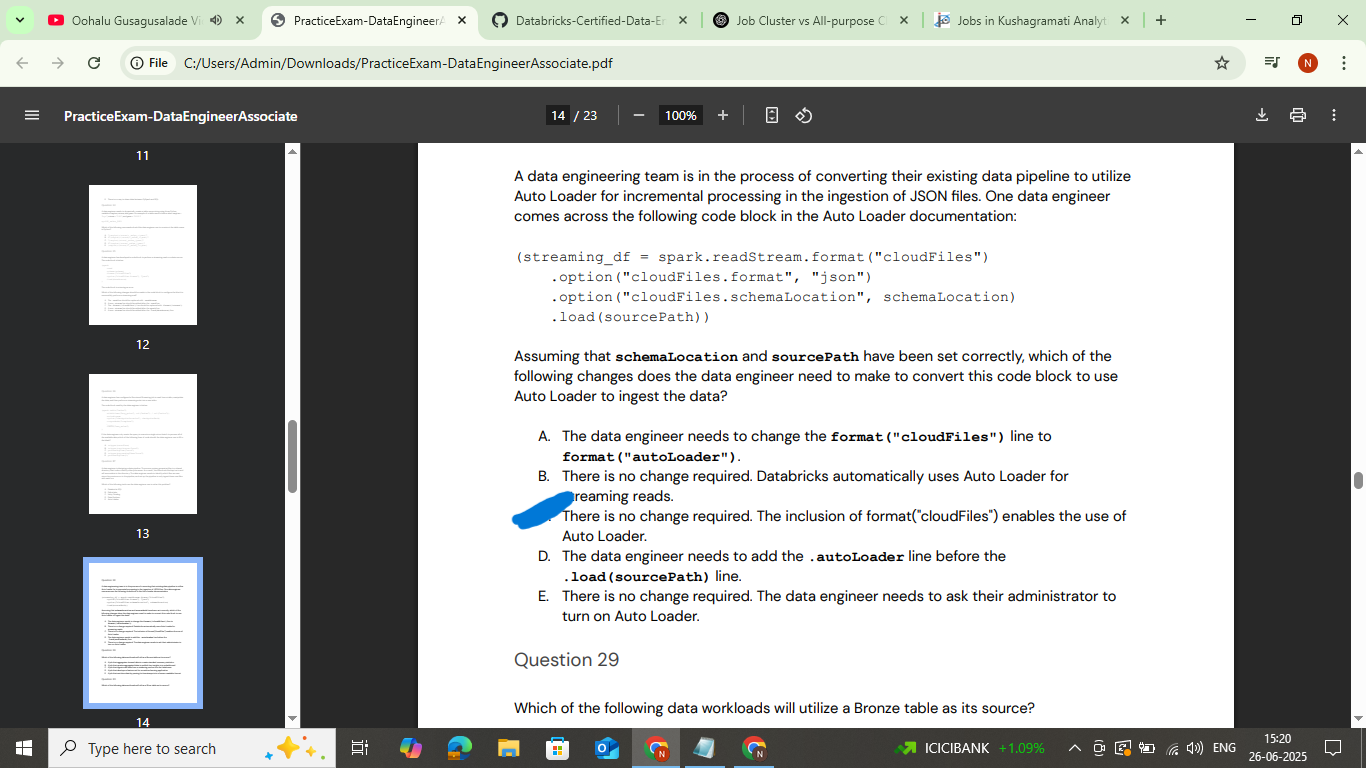 Oohalu Gusagusalade Vi
PracticeExam-DataEngineerA
Databricks-Certified-Data-En
Job Cluster vs All-purpose C
Jobs in Kushagramati Analyt
File
C:/Users/Admin/Downloads/PracticeExam-DataEngineerAssociate.pdf
N
PracticeExam-DataEngineerAssociate
14 / 23
100%
11
12
13
14
A data engineering team is in the process of converting their existing data pipeline to utilize
Auto Loader for incremental processing in the ingestion of JSON files. One data engineer
comes across the following code block in the Auto Loader documentation:
(streaming_df = spark.readStream.format("cloudFiles")
.option("cloudFiles.format", "json")
.option("cloudFiles.schemaLocation", schemaLocation)
.load(sourcePath))
Assuming that schemaLocation and sourcePath have been set correctly, which of the
following changes does the data engineer need to make to convert this code block to use
Auto Loader to ingest the data?
A. The data engineer needs to change the format("cloudFiles") line to
format("autoLoader").
B. There is no change required. Databricks automatically uses Auto Loader for
reaming reads.
There is no change required. The inclusion of format("cloudFiles") enables the use of
Auto Loader.
D. The data engineer needs to add the .autoLoader line before the
.load(sourcePath) line.
E. There is no change required. The data engineer needs to ask their administrator to
turn on Auto Loader.
Question 29
Which of the following data workloads will utilize a Bronze table as its source?
Type here to search
ICICIBANK +1.09%
ENG
15:20
26-06-2025